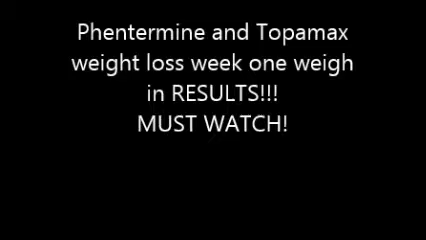 Phentermine and Topamax
weight loss week one weigh
in RESULTS!!!
MUST WATCH!